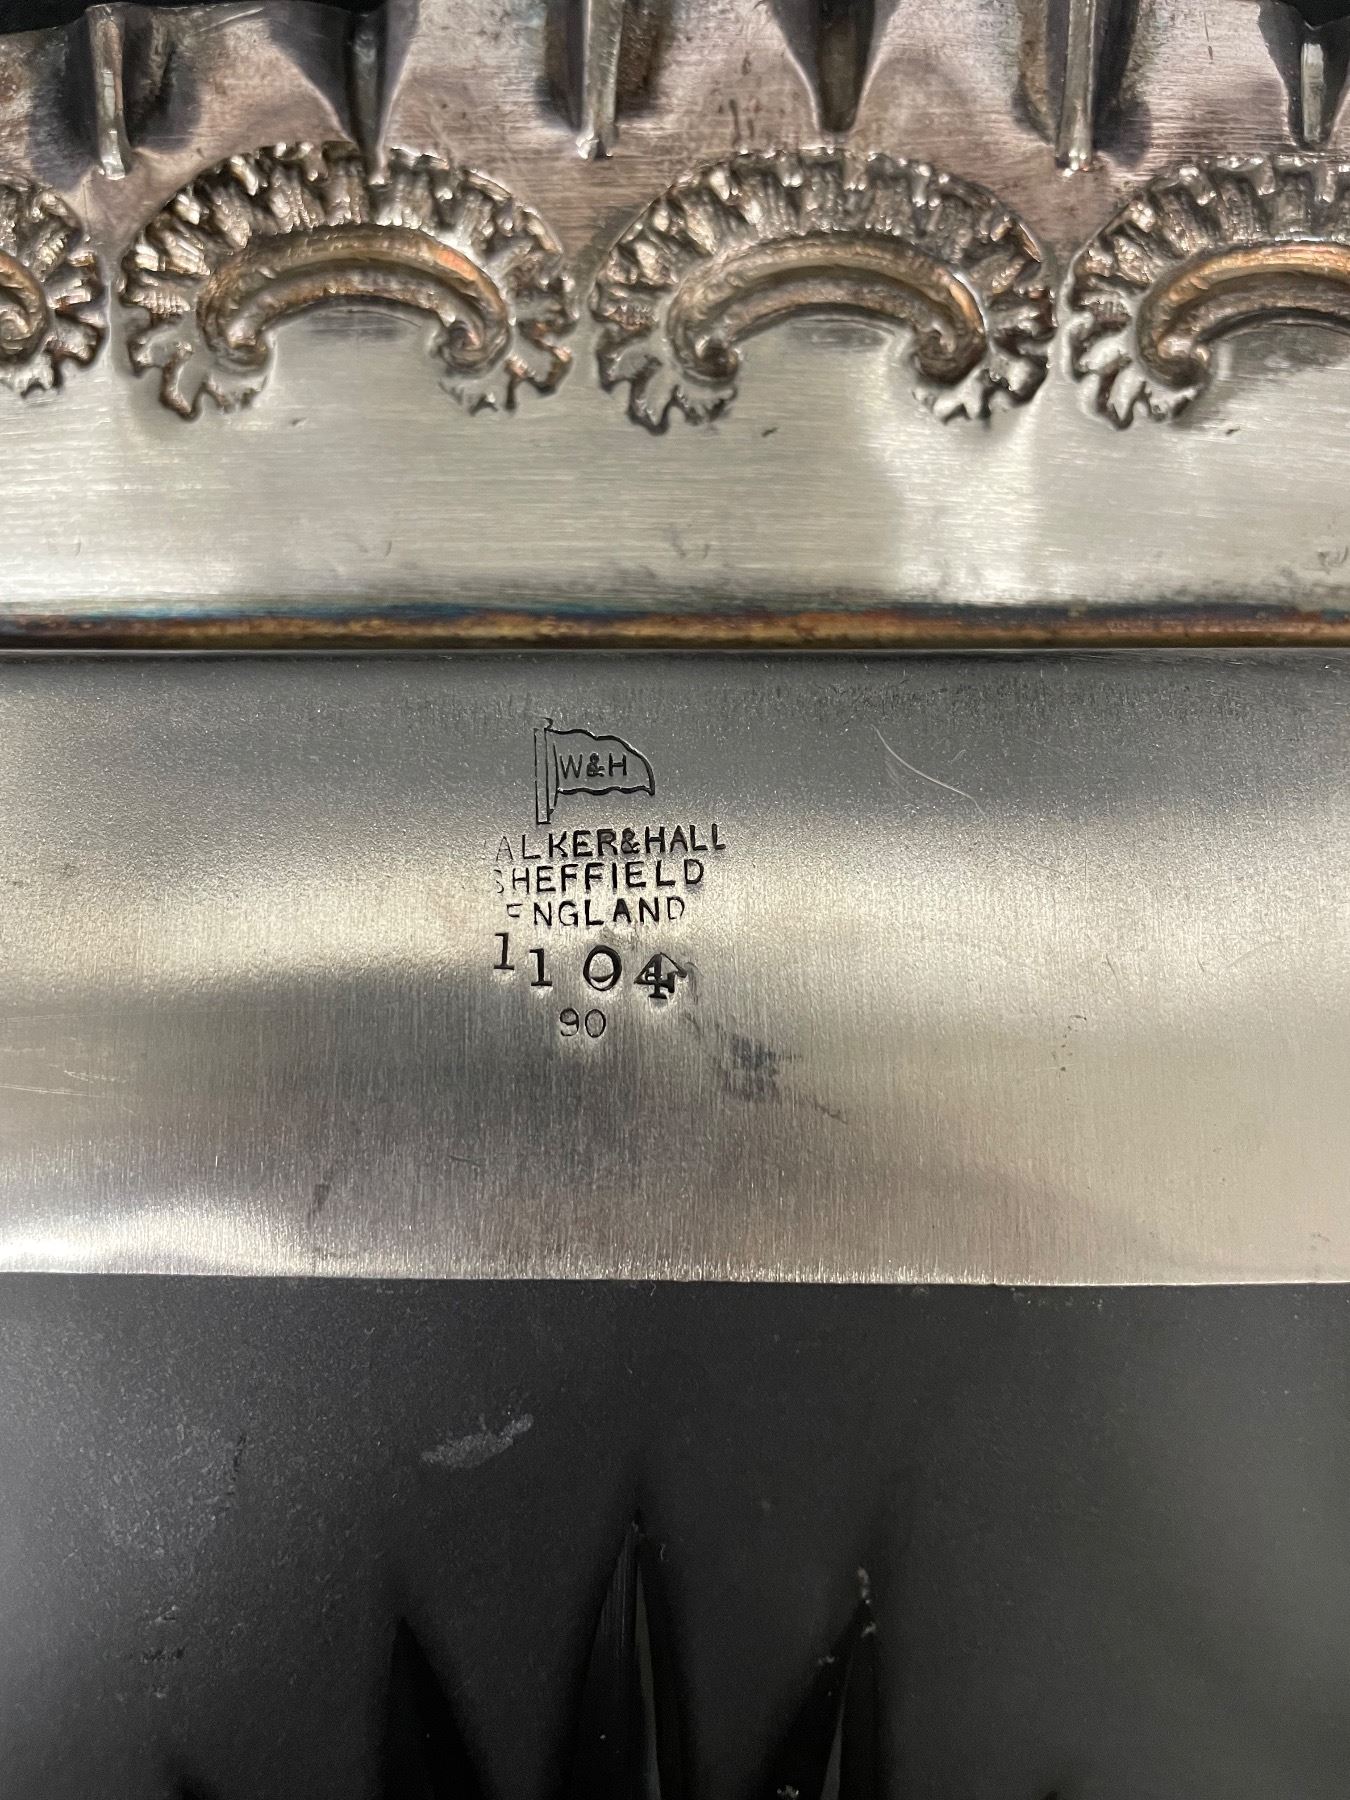 W&H
ALKER&HALL
SHEFFIELD
ENGLAND
1104
90